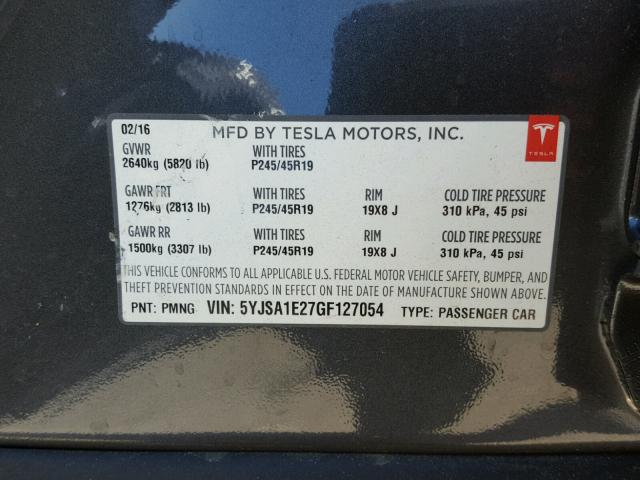 02/16 MFD BY TESLA MOTORS, INC.
TESLA
GVWR WITH TIRES
2640kg (5820 lb) P245/45R19
GAWR FRT WITH TIRES RIM COLD TIRE PRESSURE
1276kg (2813 lb) P245/45R19 19X8 J 310 kPa, 45 psi
GAWR RR WITH TIRES RIM COLD TIRE PRESSURE
1500kg (3307 lb) P245/45R19 19X8 J 310 kPa, 45 psi
THIS VEHICLE CONFORMS TO ALL APPLICABLE U.S. FEDERAL MOTOR VEHICLE SAFETY, BUMPER, AND
THEFT PREVENTION STANDARDS IN EFFECT ON THE DATE OF MANUFACTURE SHOWN ABOVE.
PNT: PMNG VIN: 5YJSA1E27GF127054 TYPE: PASSENGER CAR